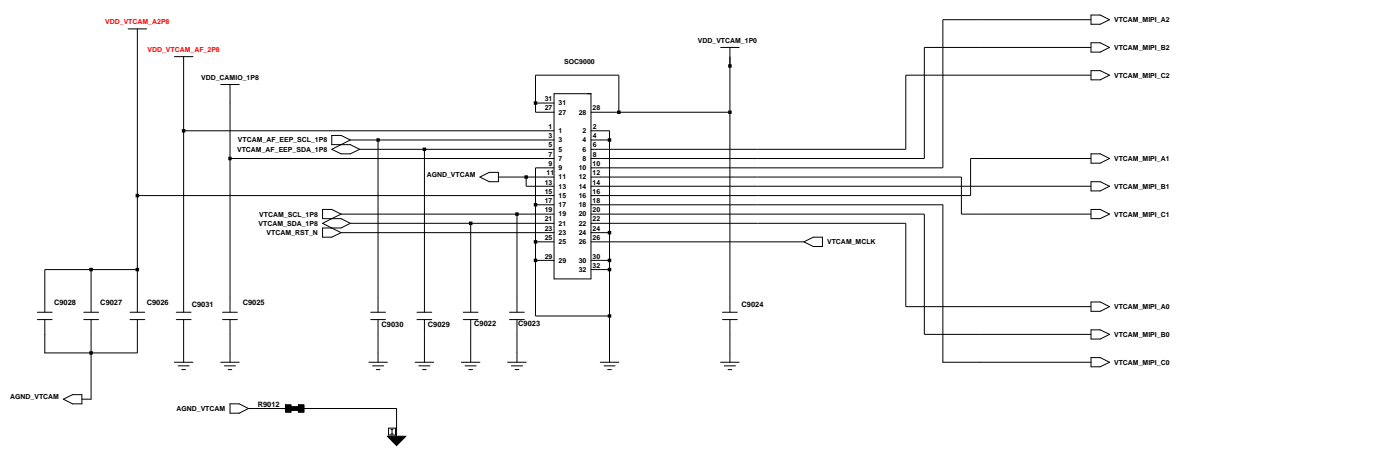 VDD_VTCAM_A2P8
VTCAM_MIPI_A2
VDD_VTCAM_1P0
VDD_VTCAM_AF_2P8
VTCAM_MIPI_B2
SOC9000
VDD_CAMIO_1P8
VTCAM_MIPI_C2
31 31
27 27 28 28
1 1 2 2
VTCAM_AF_EEP_SCL_1P8 3 3 4 4
VTCAM_AF_EEP_SDA_1P8 5 5 6 6
7 7 8 8 VTCAM_MIPI_A1
9 9 10 10
AGND_VTCAM 11 11 12 12
13 13 14 14 VTCAM_MIPI_B1
15 15 16 16
17 17 18 18
VTCAM_SCL_1P8 19 19 20 20 VTCAM_MIPI_C1
VTCAM_SDA_1P8 21 21 22 22
VTCAM_RST_N 23 23 24 24
25 25 26 26 VTCAM_MCLK
29 29 30 30
32 32
C9028 C9027 C9026 C9031 C9025 C9024 VTCAM_MIPI_A0
C9030 C9029 C9022 C9023
VTCAM_MIPI_B0
VTCAM_MIPI_C0
AGND_VTCAM
AGND_VTCAM R9012